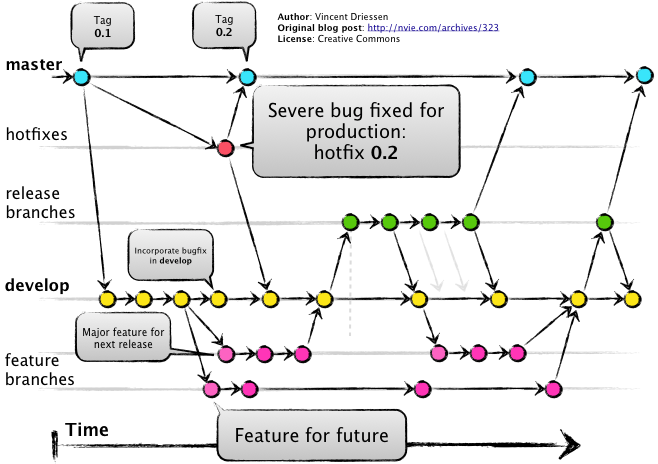 Tag
0.1
Tag
0.2
Author: Vincent Driessen
Original blog post: http://nvie.com/archives/323
License: Creative Commons
master
Severe bug fixed for
production:
hotfix 0.2
hotfixes
release
branches
Incorporate bugfix
in develop
develop
Major feature for
next release
feature
branches
Feature for future
Time